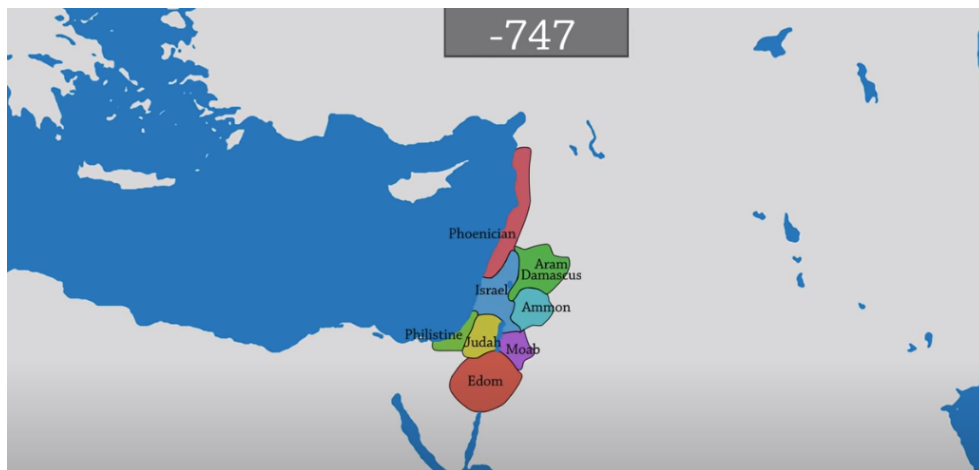 -747
Phoenician
Aram
Damascus
Israel
Ammon
Philistine
Judah
Moab
Edom